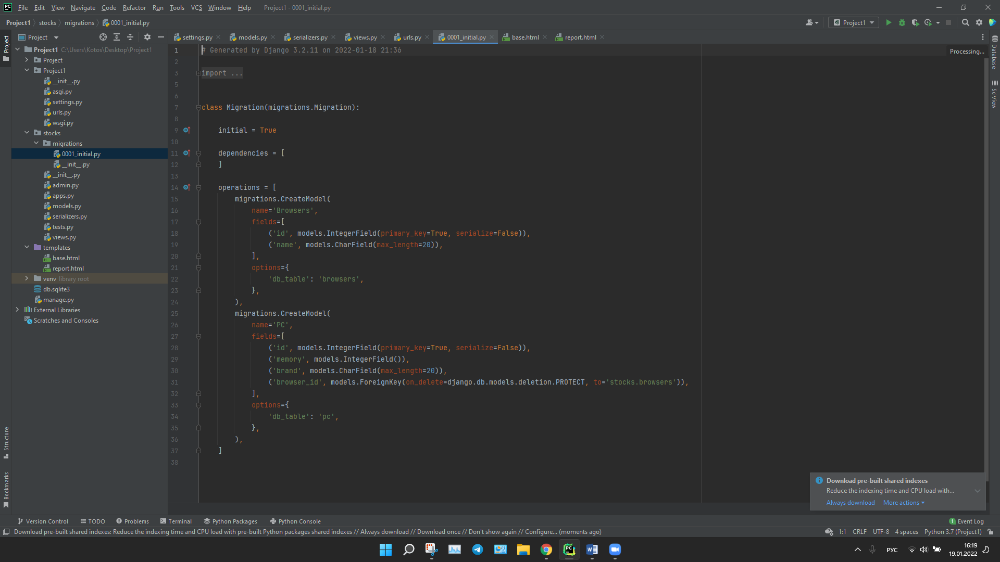 PC File Edit View Navigate Code Refactor Run Tools VCS Window Help Project1 - 0001_initial.py
Project1 stocks migrations 0001_initial.py
Project1
Project
settings.py models.py serializers.py views.py urls.py 0001_initial.py base.html report.html
Project
Project1 C:\Users\Kotos\Desktop\Project1
Project
Project1
__init__.py
asgi.py
settings.py
urls.py
wsgi.py
stocks
migrations
0001_initial.py
__init__.py
__init__.py
admin.py
apps.py
models.py
serializers.py
tests.py
views.py
templates
base.html
report.html
venv library root
db.sqlite3
manage.py
External Libraries
Scratches and Consoles
Structure
Bookmarks
1 # Generated by Django 3.2.11 on 2022-01-18 21:36
2
3 import ...
5
6
7 class Migration(migrations.Migration):
8
9 initial = True
10
11 dependencies = [
12 ]
13
14 operations = [
15 migrations.CreateModel(
16 name='Browsers',
17 fields=[
18 ('id', models.IntegerField(primary_key=True, serialize=False)),
19 ('name', models.CharField(max_length=20)),
20 ],
21 options={
22 'db_table': 'browsers',
23 },
24 ),
25 migrations.CreateModel(
26 name='PC',
27 fields=[
28 ('id', models.IntegerField(primary_key=True, serialize=False)),
29 ('memory', models.IntegerField()),
30 ('brand', models.CharField(max_length=20)),
31 ('browser_id', models.ForeignKey(on_delete=django.db.models.deletion.PROTECT, to='stocks.browsers')),
32 ],
33 options={
34 'db_table': 'pc',
35 },
36 ),
37 ]
38
Processing...
Database
SciView
Download pre-built shared indexes
Reduce the indexing time and CPU load with...
Always download More actions
Version Control TODO Problems Terminal Python Packages Python Console 1 Event Log
Download pre-built shared indexes: Reduce the indexing time and CPU load with pre-built Python packages shared indexes // Always download // Download once // Don't show again // Configure... (moments ago) 1:1 CRLF UTF-8 4 spaces Python 3.7 (Project1)
PC W РУС 16:19
19.01.2022